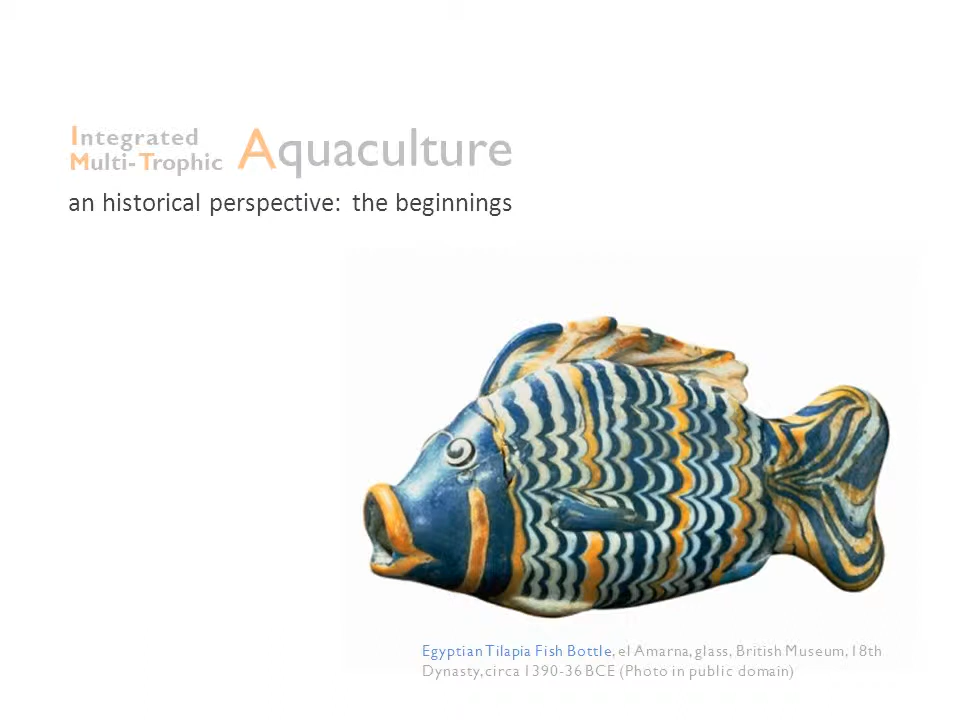 Integrated
Multi-Trophic Aquaculture
an historical perspective: the beginnings
Egyptian Tilapia Fish Bottle, el Amarna, glass, British Museum, 18th
Dynasty, circa 1390-36 BCE (Photo in public domain)